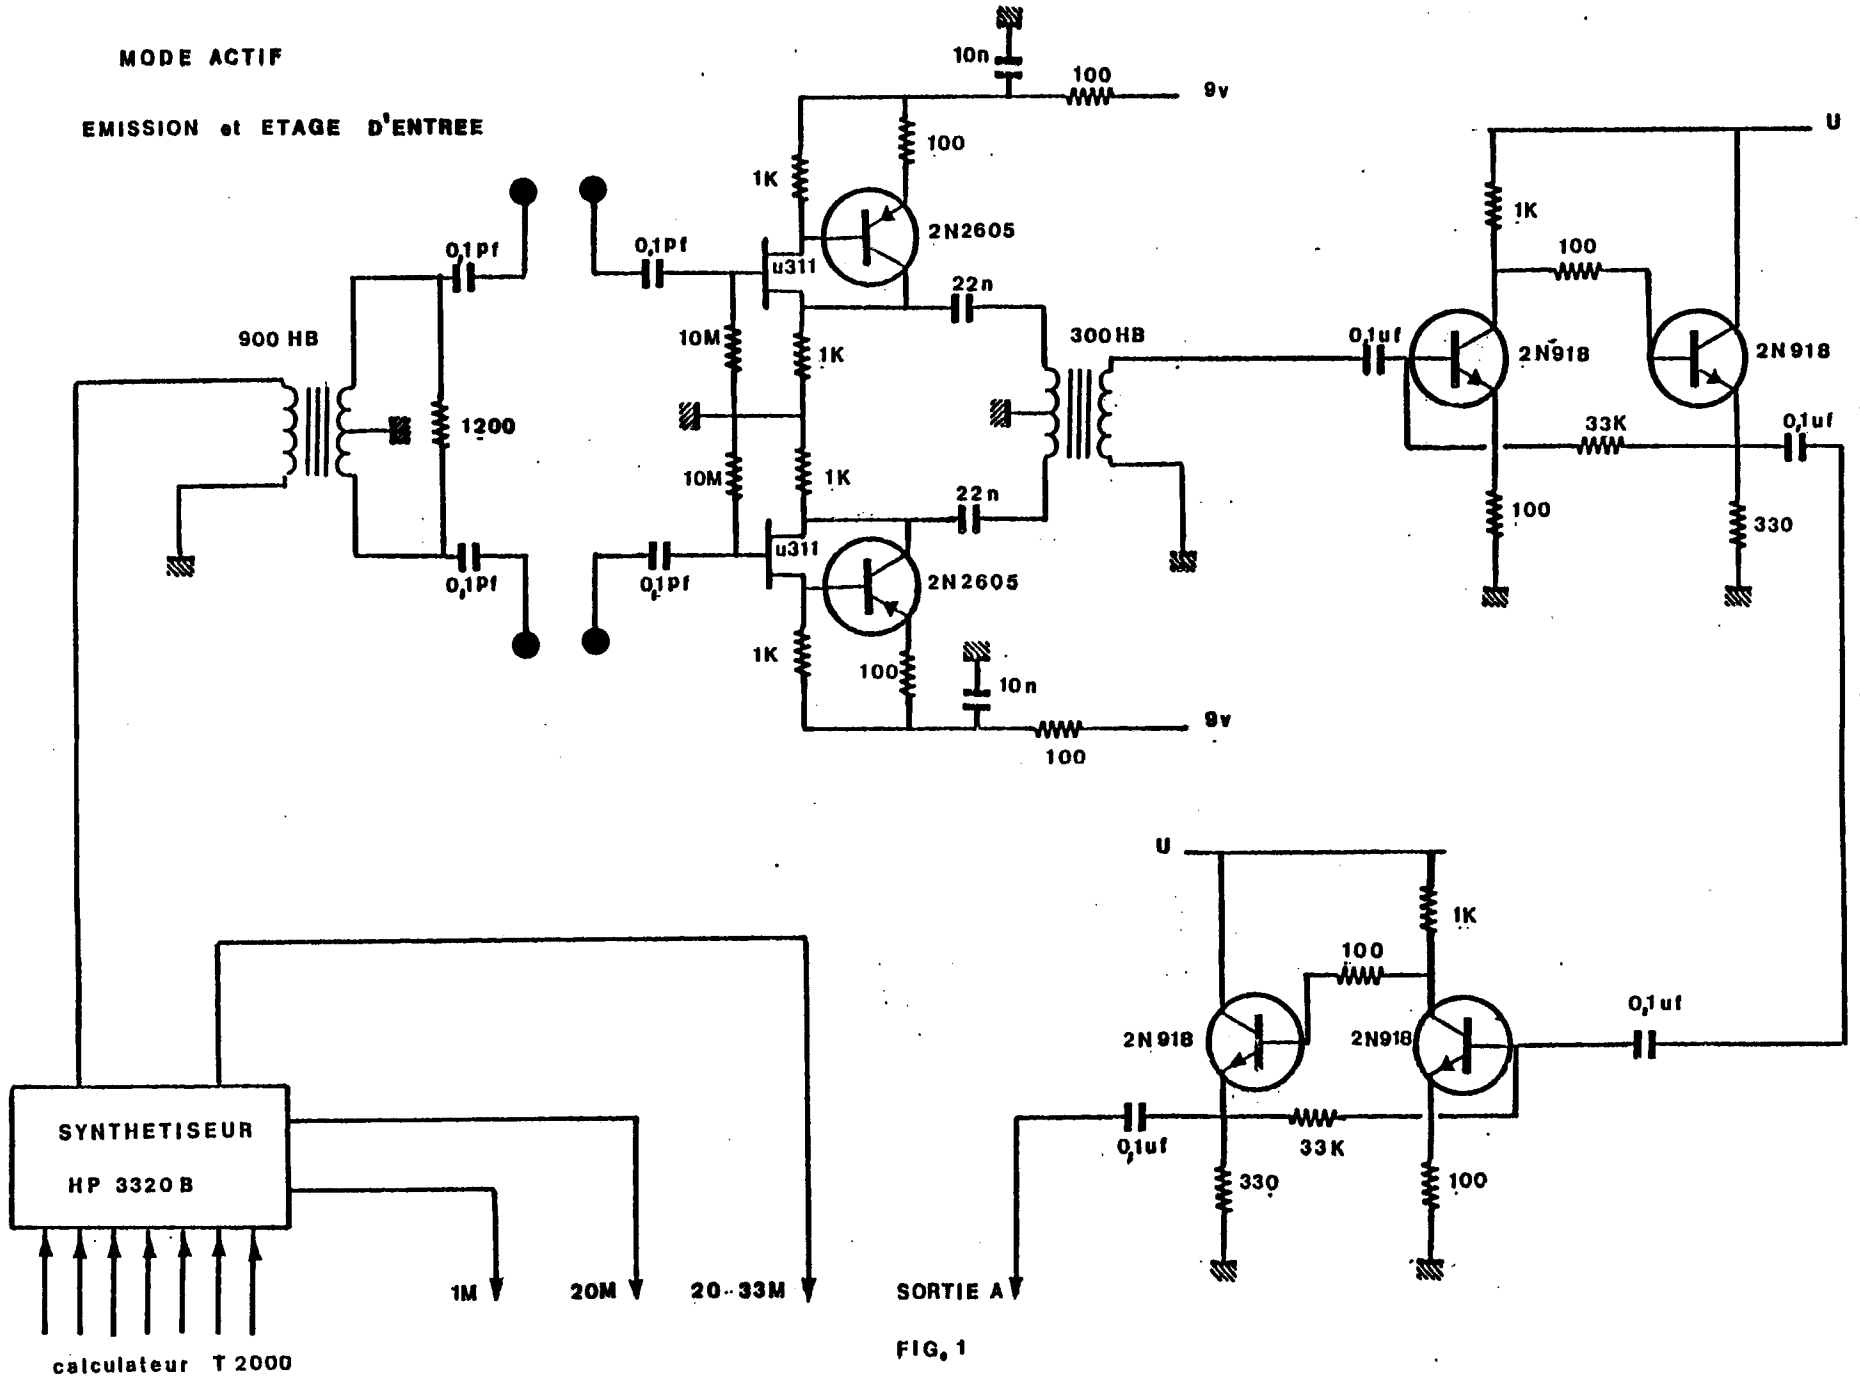 MODE ACTIF
EMISSION et ETAGE D'ENTREE
10n
100
9v
100
1K
2N2605
0,1Pf
0,1Pf
u311
22n
900 HB
10M
1K
300HB
1200
10M
1K
22n
u311
2N2605
0,1Pf
0,1Pf
1K
100
10n
9v
100
U
1K
100
0,1uf
2N918
2N918
33K
0,1uf
100
330
U
1K
100
0,1uf
2N918
2N918
0,1uf
33K
330
100
SYNTHETISEUR
HP 3320B
1M
20M
20-33M
SORTIE A
FIG. 1
calculateur T 2000